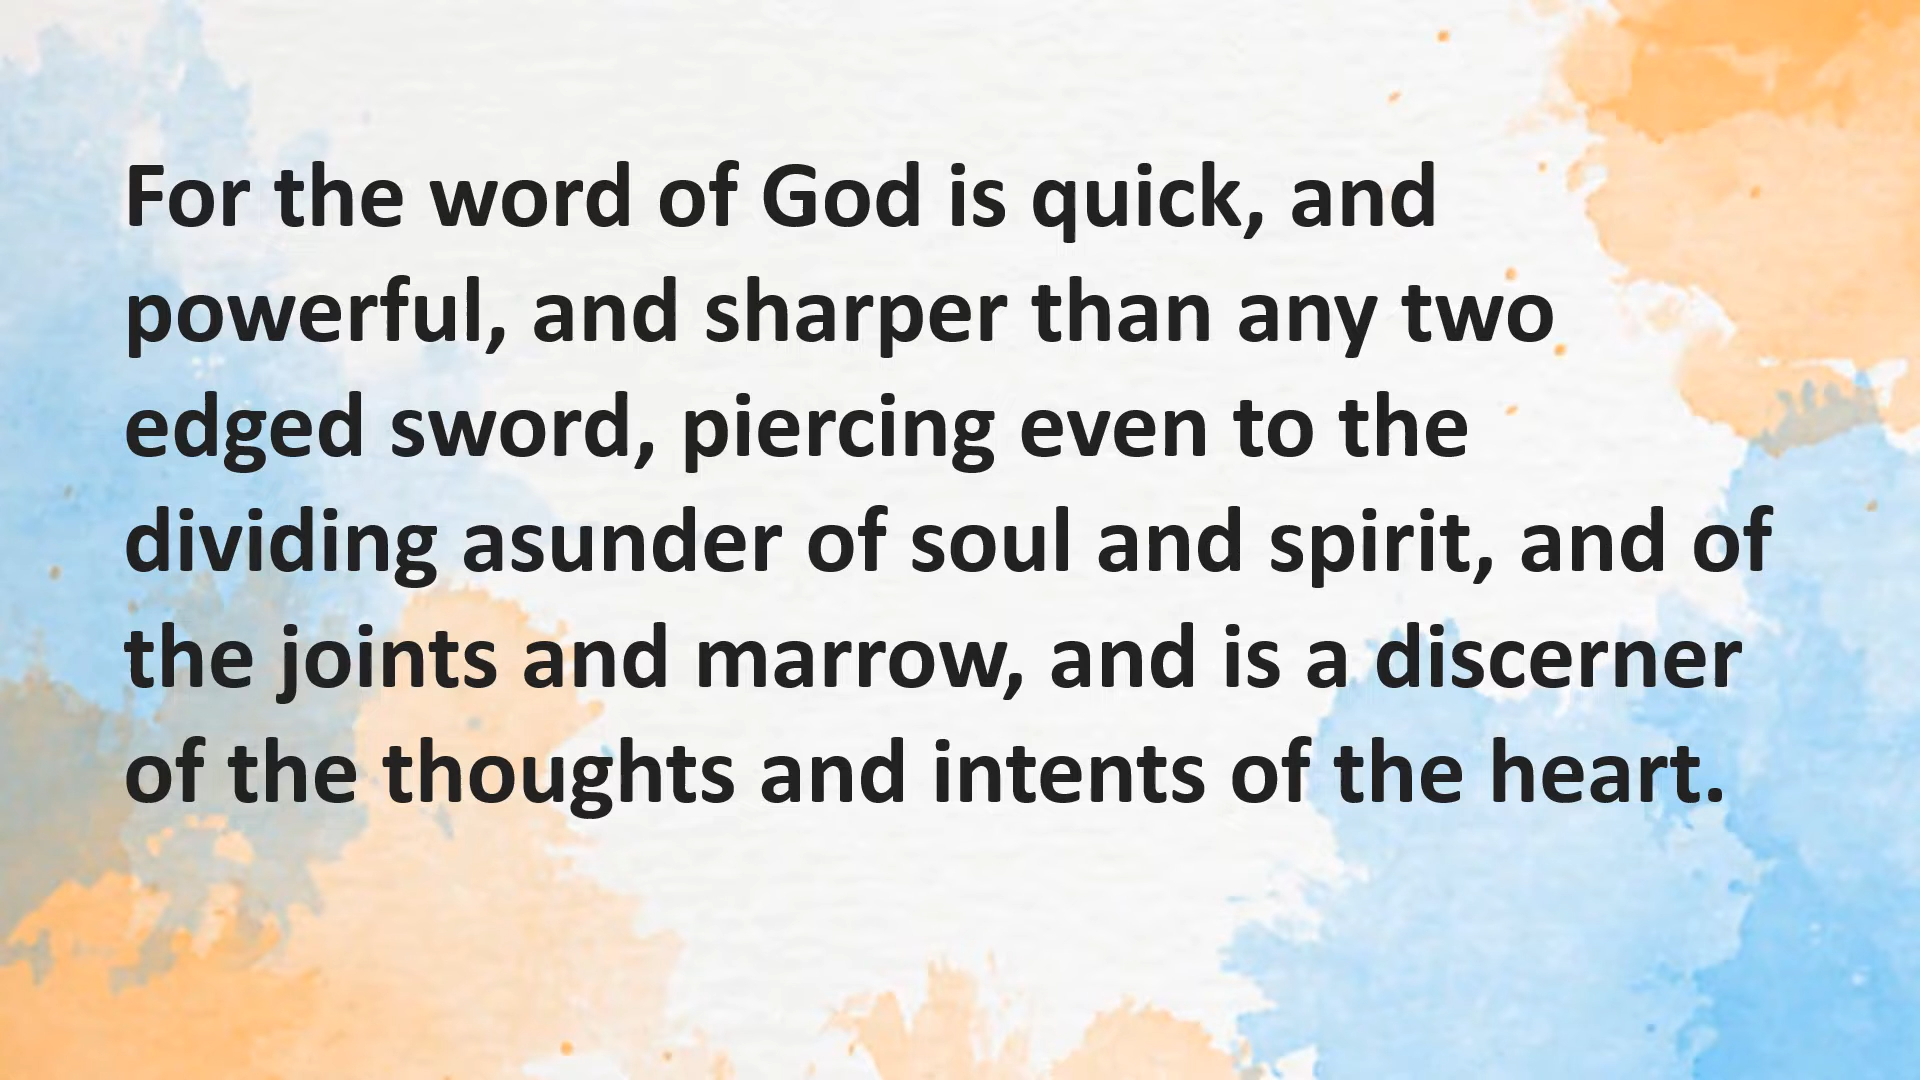 For the word of God is quick, and
powerful, and sharper than any two
edged sword, piercing even to the
dividing asunder of soul and spirit, and of
the joints and marrow, and is a discerner
of the thoughts and intents of the heart.